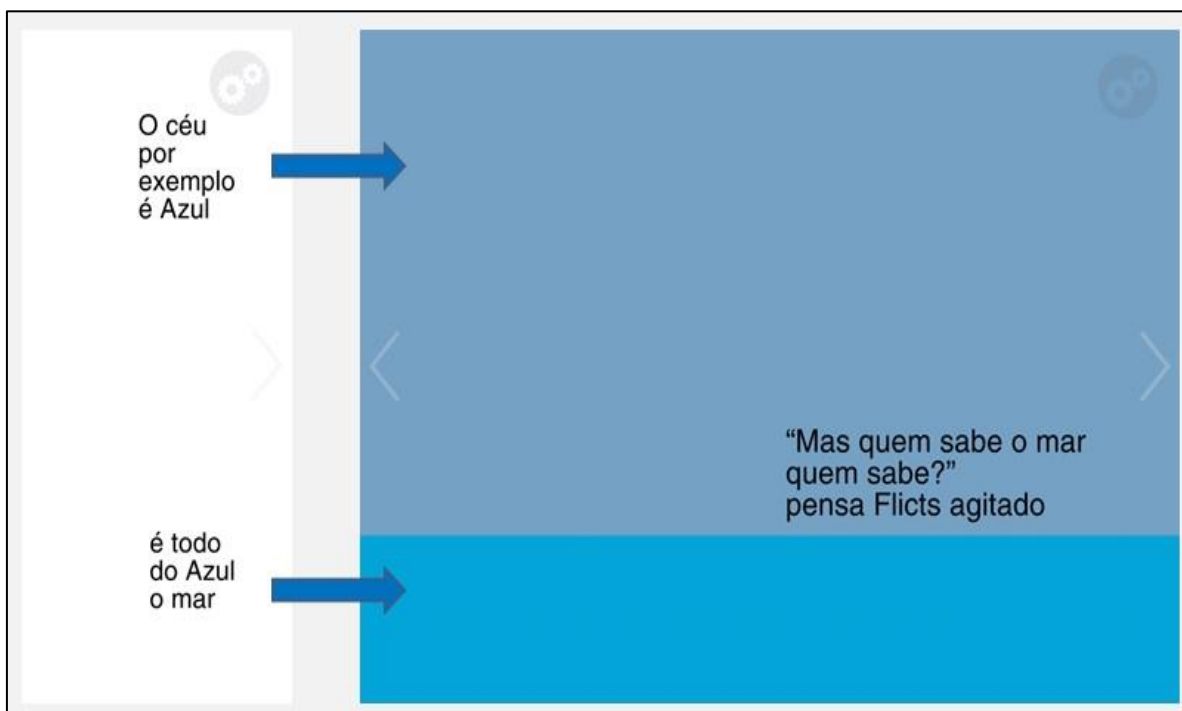 O céu
por
exemplo
é Azul
“Mas quem sabe o mar
quem sabe?”
pensa Flicts agitado
é todo
do Azul
o mar